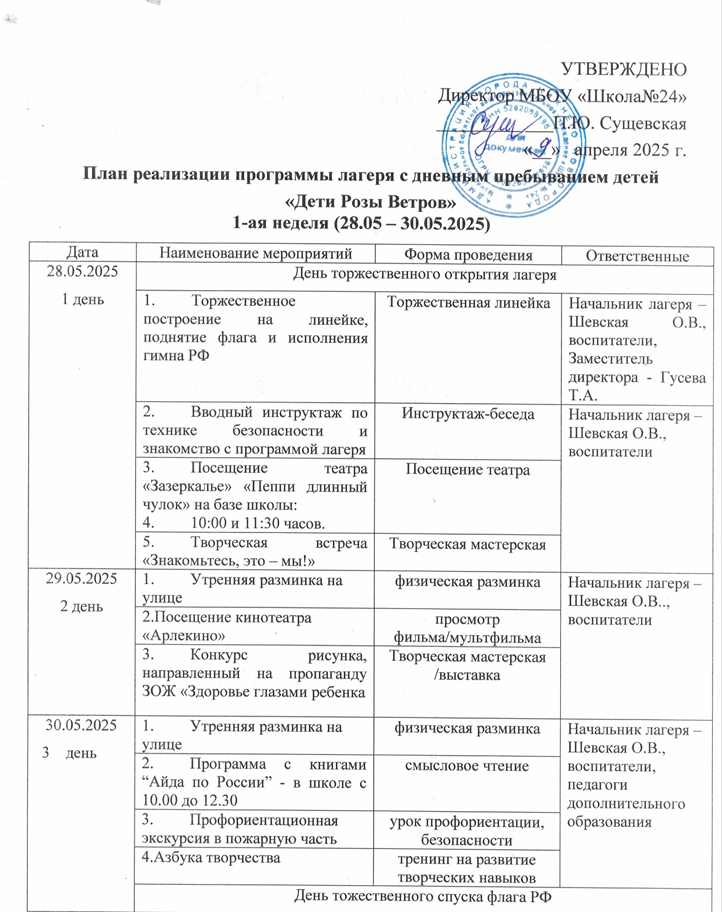 УТВЕРЖДЕНО
Директор МБОУ «Школа№24»
П.Ю. Сущевская
«9» апреля 2025 г.
План реализации программы лагеря с дневным пребыванием детей
«Дети Розы Ветров»
1-ая неделя (28.05 – 30.05.2025)
Дата Наименование мероприятий Форма проведения Ответственные
28.05.2025
1 день
День торжественного открытия лагеря
1. Торжественное
построение на линейке,
поднятие флага и исполнения
гимна РФ
Торжественная линейка
Начальник лагеря –
Шевская О.В.,
воспитатели,
Заместитель
директора - Гусева
Т.А.
2. Вводный инструктаж по
технике безопасности и
знакомство с программой лагеря
Инструктаж-беседа
Начальник лагеря –
Шевская О.В.,
воспитатели
3. Посещение театра
«Зазеркалье» «Пеппи длинный
чулок» на базе школы:
4. 10:00 и 11:30 часов.
Посещение театра
5. Творческая встреча
«Знакомьтесь, это – мы!»
Творческая мастерская
29.05.2025
2 день
1. Утренняя разминка на
улице
физическая разминка
Начальник лагеря –
Шевская О.В..,
воспитатели
2.Посещение кинотеатра
«Арлекино»
просмотр
фильма/мультфильма
3. Конкурс рисунка,
направленный на пропаганду
ЗОЖ «Здоровье глазами ребенка
Творческая мастерская
/выставка
30.05.2025
3 день
1. Утренняя разминка на
улице
физическая разминка
Начальник лагеря –
Шевская О.В.,
воспитатели,
педагоги
дополнительного
образования
2. Программа с книгами
“Айда по России” - в школе с
10.00 до 12.30
смысловое чтение
3. Профориентационная
экскурсия в пожарную часть
урок профориентации,
безопасности
4.Азбука творчества
тренинг на развитие
творческих навыков
День тожественного спуска флага РФ